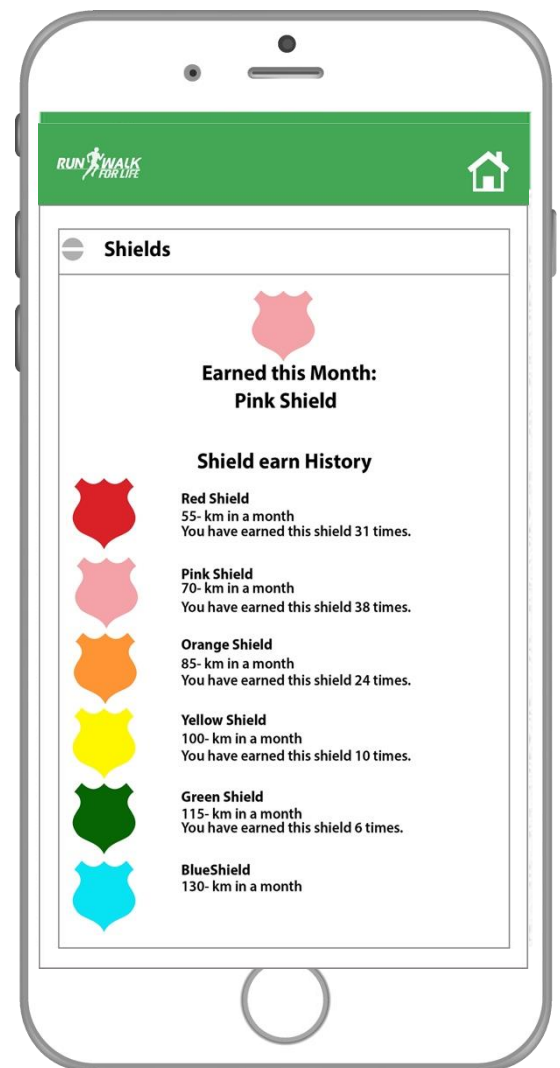 RUN WALK
FOR LIFE
Shields
Earned this Month:
Pink Shield
Shield earn History
Red Shield
55- km in a month
You have earned this shield 31 times.
Pink Shield
70- km in a month
You have earned this shield 38 times.
Orange Shield
85- km in a month
You have earned this shield 24 times.
Yellow Shield
100- km in a month
You have earned this shield 10 times.
Green Shield
115- km in a month
You have earned this shield 6 times.
BlueShield
130- km in a month